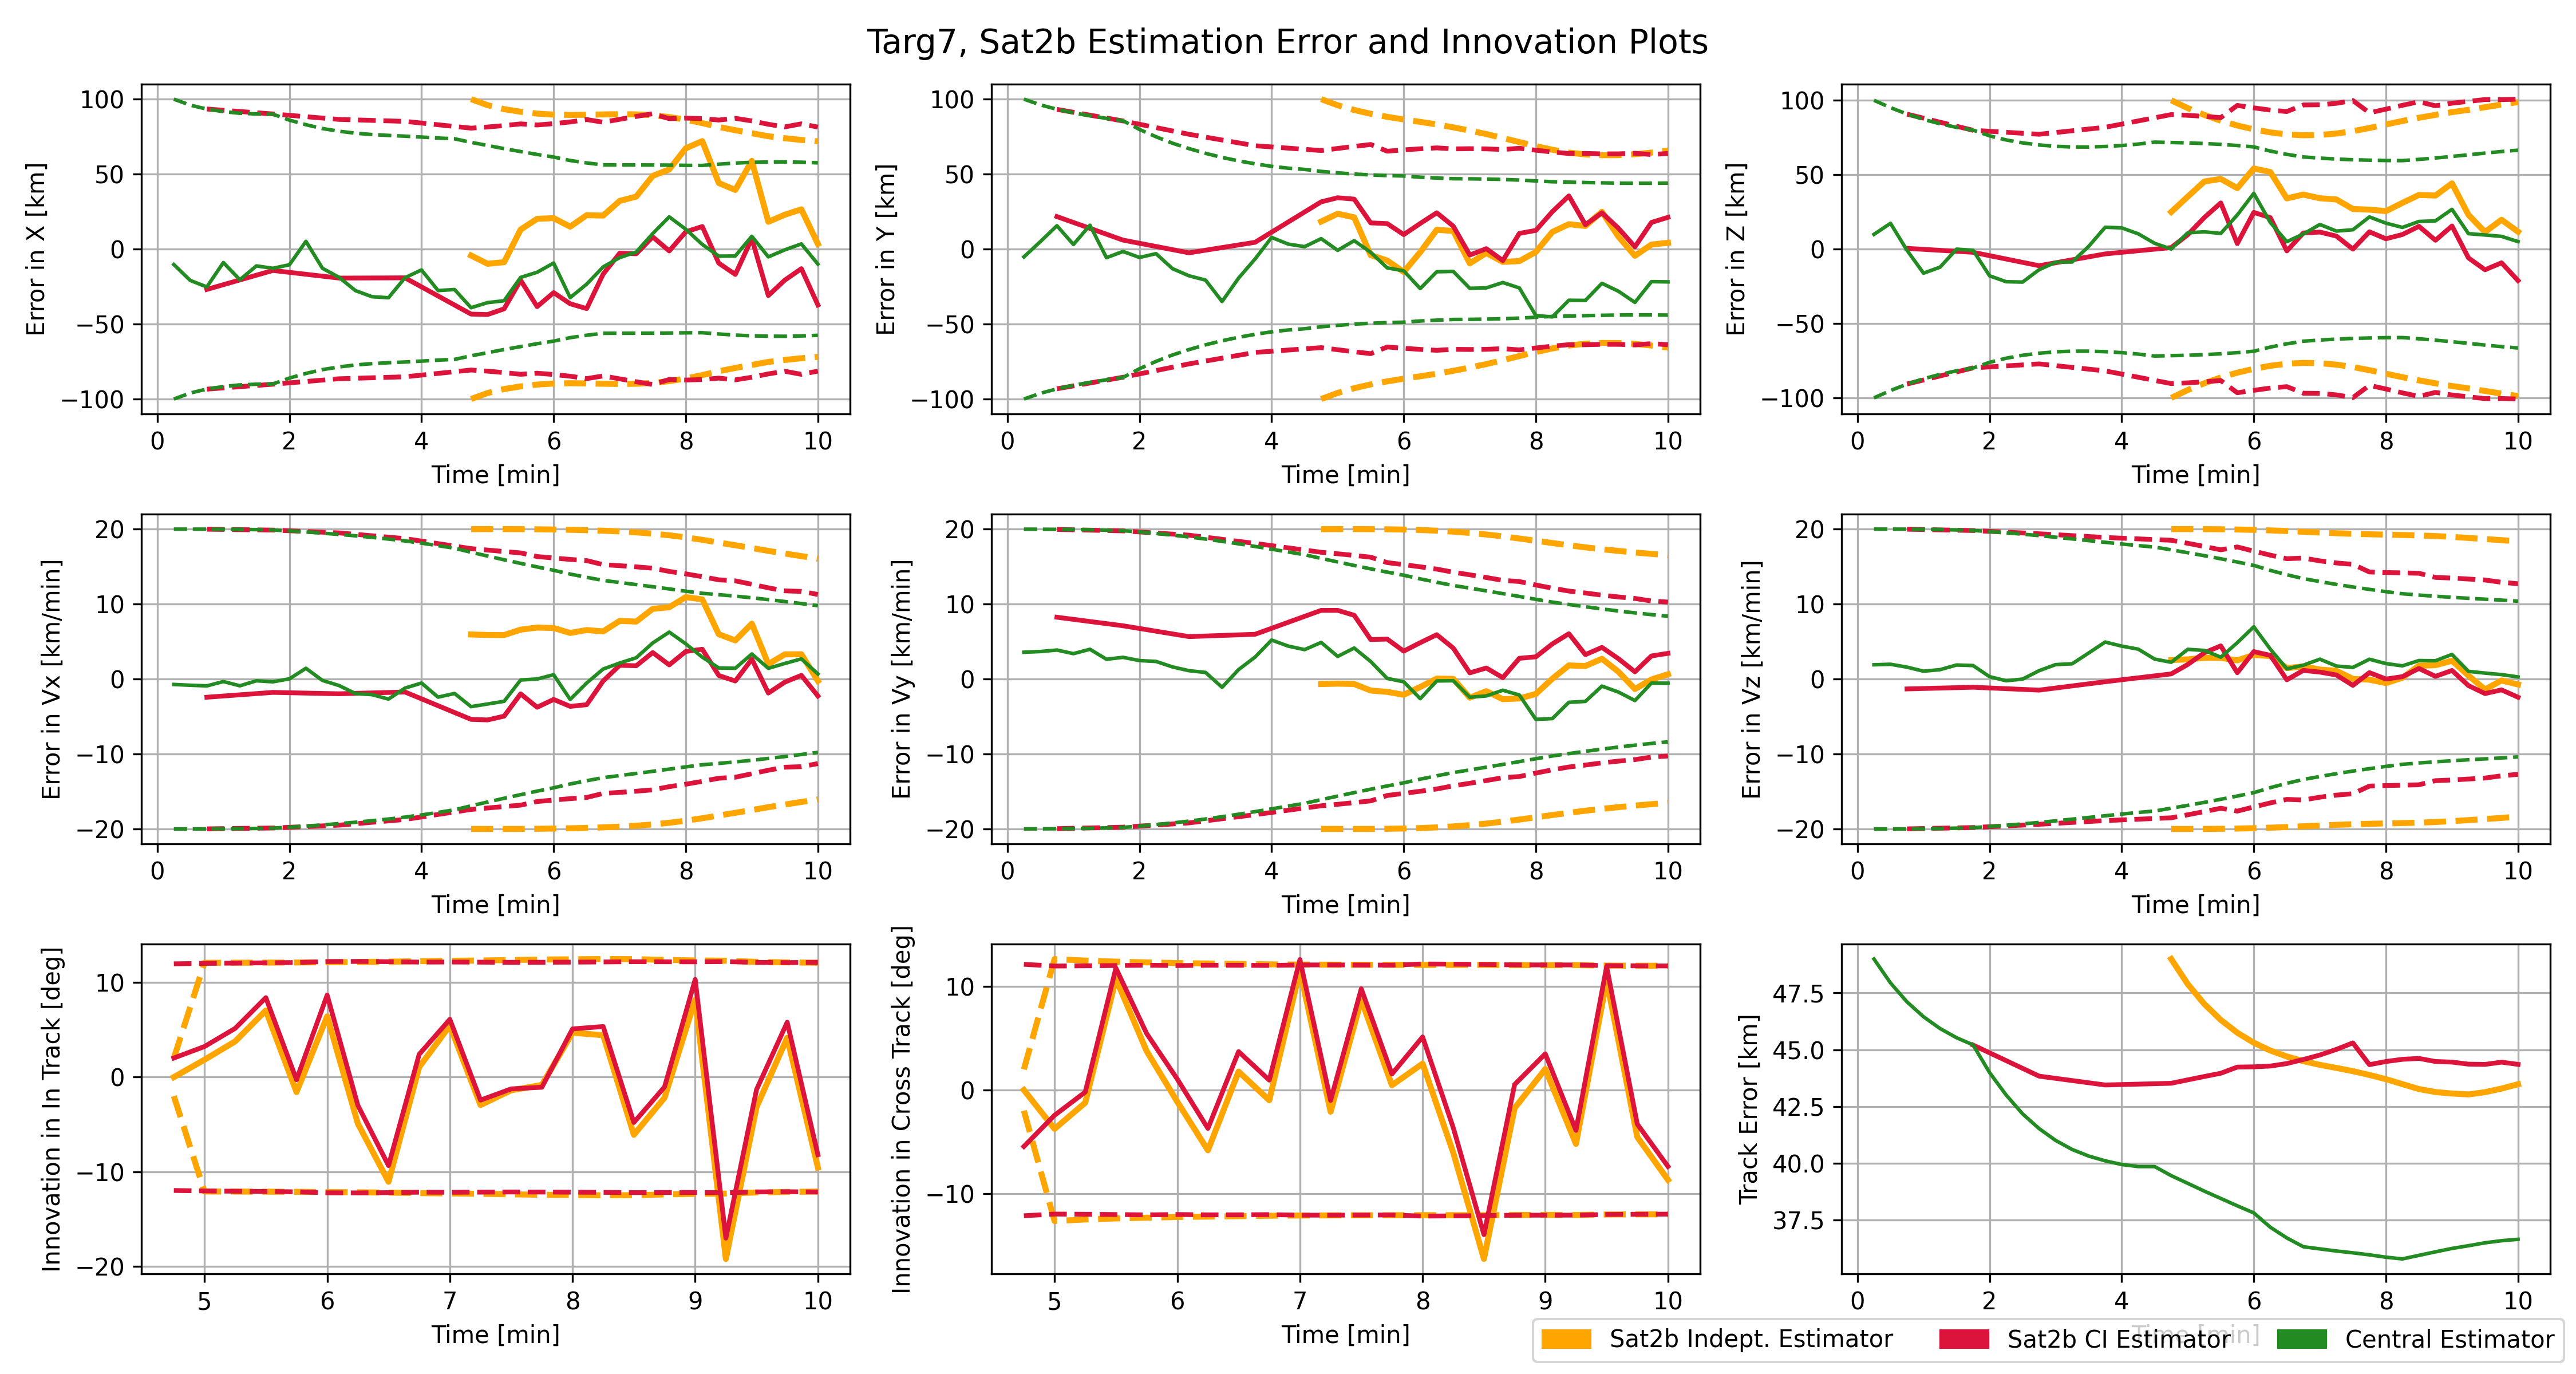 Targ7, Sat2b Estimation Error and Innovation Plots
Error in X [km]
100
50
0
−50
−100
0 2 4 6 8 10
Time [min]
Error in Y [km]
100
50
0
−50
−100
0 2 4 6 8 10
Time [min]
Error in Z [km]
100
50
0
−50
−100
0 2 4 6 8 10
Time [min]
Error in Vx [km/min]
20
10
0
−10
−20
0 2 4 6 8 10
Time [min]
Error in Vy [km/min]
20
10
0
−10
−20
0 2 4 6 8 10
Time [min]
Error in Vz [km/min]
20
10
0
−10
−20
0 2 4 6 8 10
Time [min]
Innovation in In Track [deg]
10
0
−10
−20
5 6 7 8 9 10
Time [min]
Innovation in Cross Track [deg]
10
0
−10
5 6 7 8 9 10
Time [min]
Track Error [km]
47.5
45.0
42.5
40.0
37.5
0 2 4 6 8 10
Time [min]
Sat2b Indept. Estimator Sat2b CI Estimator Central Estimator